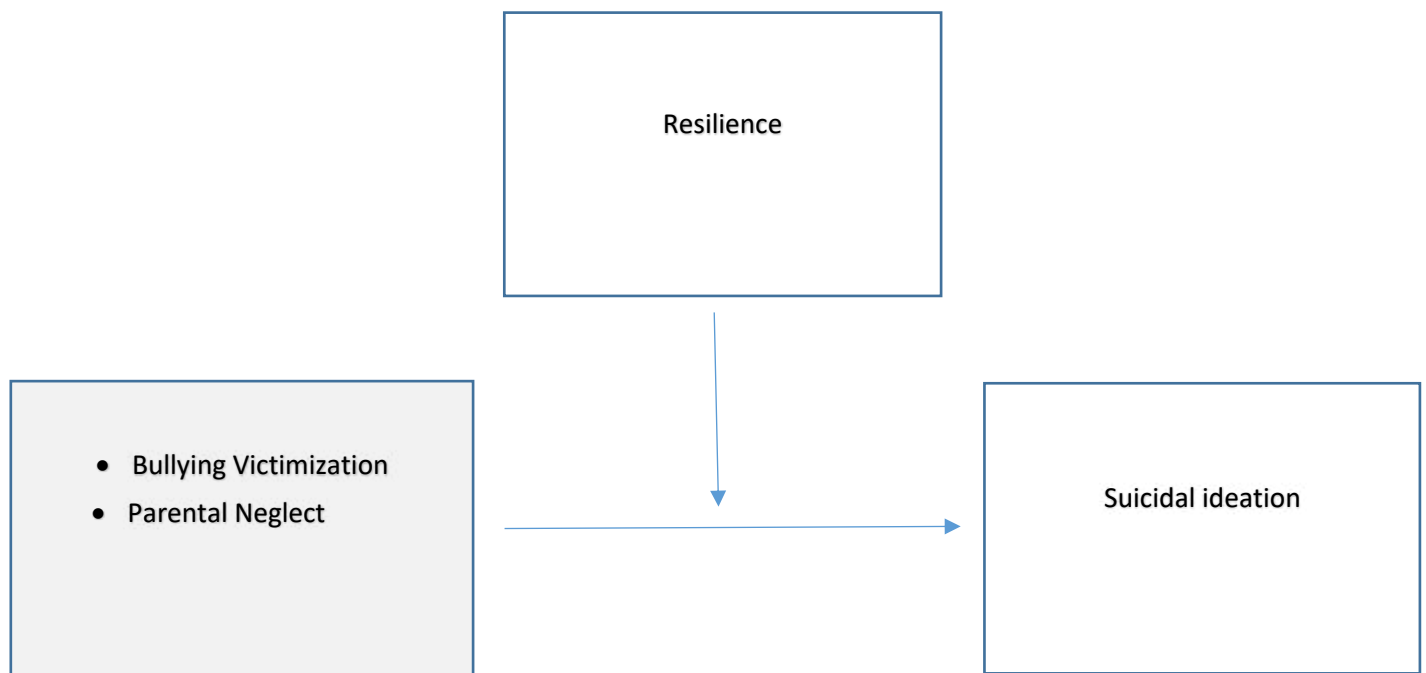 Resilience
• Bullying Victimization
• Parental Neglect
Suicidal ideation